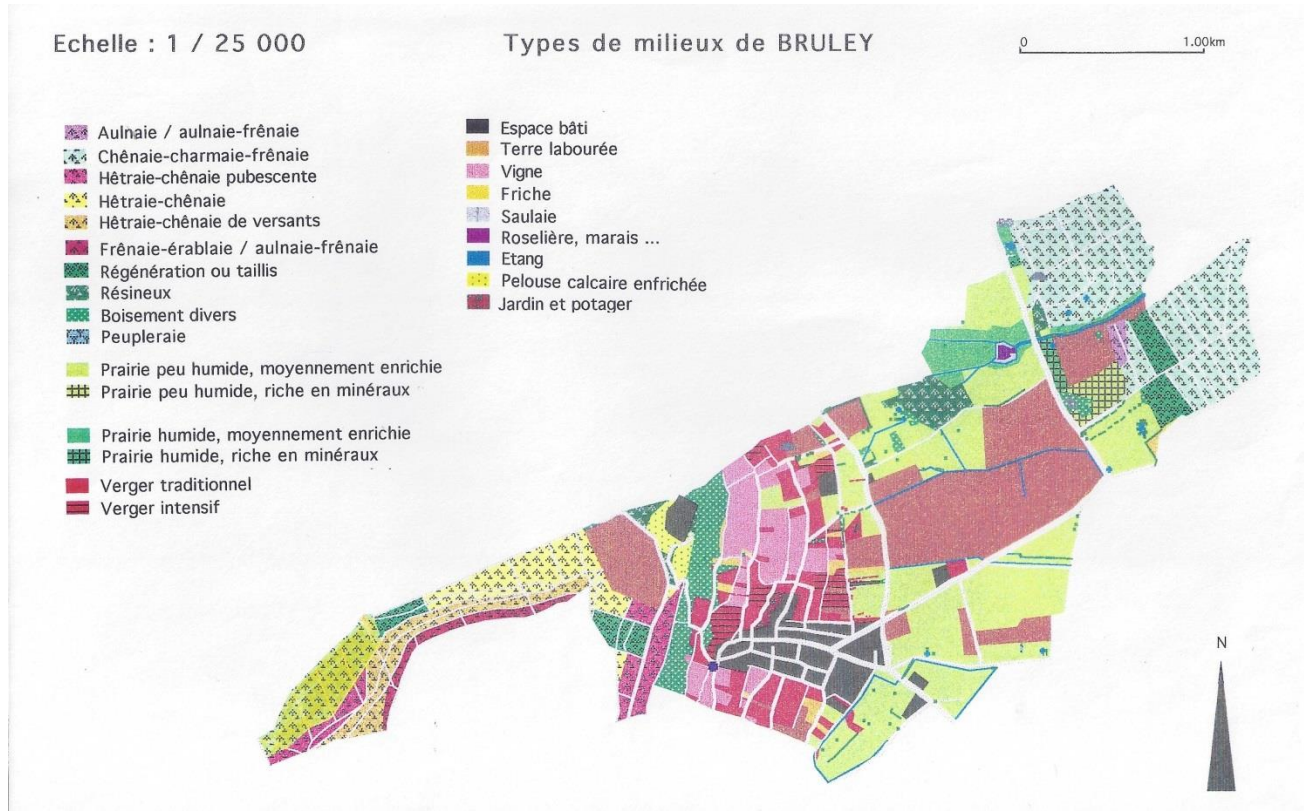 Echelle : 1 / 25 000
Types de milieux de BRULEY
0 1.00km
Aulnaie / aulnaie-frênaie
Chênaie-charmaie-frênaie
Hêtraie-chênaie pubescente
Hêtraie-chênaie
Hêtraie-chênaie de versants
Frênaie-érablaie / aulnaie-frênaie
Régénération ou taillis
Résineux
Boisement divers
Peupleraie
Prairie peu humide, moyennement enrichie
Prairie peu humide, riche en minéraux
Prairie humide, moyennement enrichie
Prairie humide, riche en minéraux
Verger traditionnel
Verger intensif
Espace bâti
Terre labourée
Vigne
Friche
Saulaie
Roselière, marais ...
Etang
Pelouse calcaire enfrichée
Jardin et potager
N